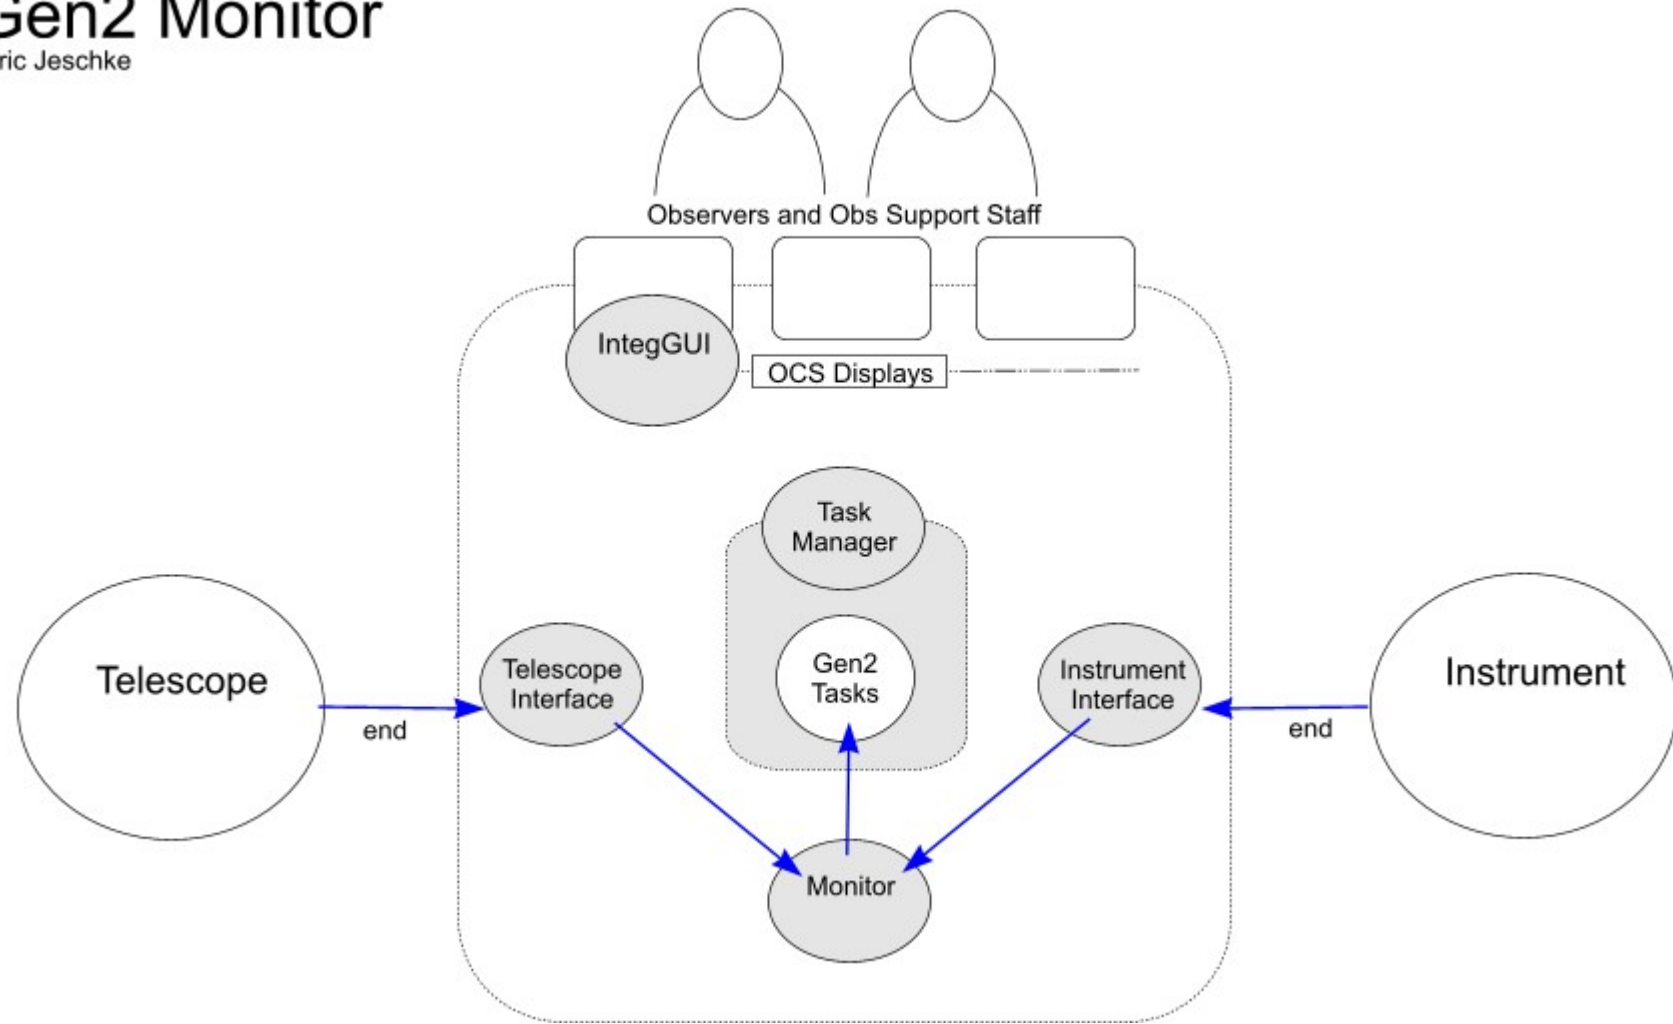 Gen2 Monitor
ric Jeschke
Observers and Obs Support Staff
IntegGUI
OCS Displays
Task
Manager
Telescope
Telescope
Interface
Gen2
Tasks
Instrument
Interface
Instrument
end
end
Monitor